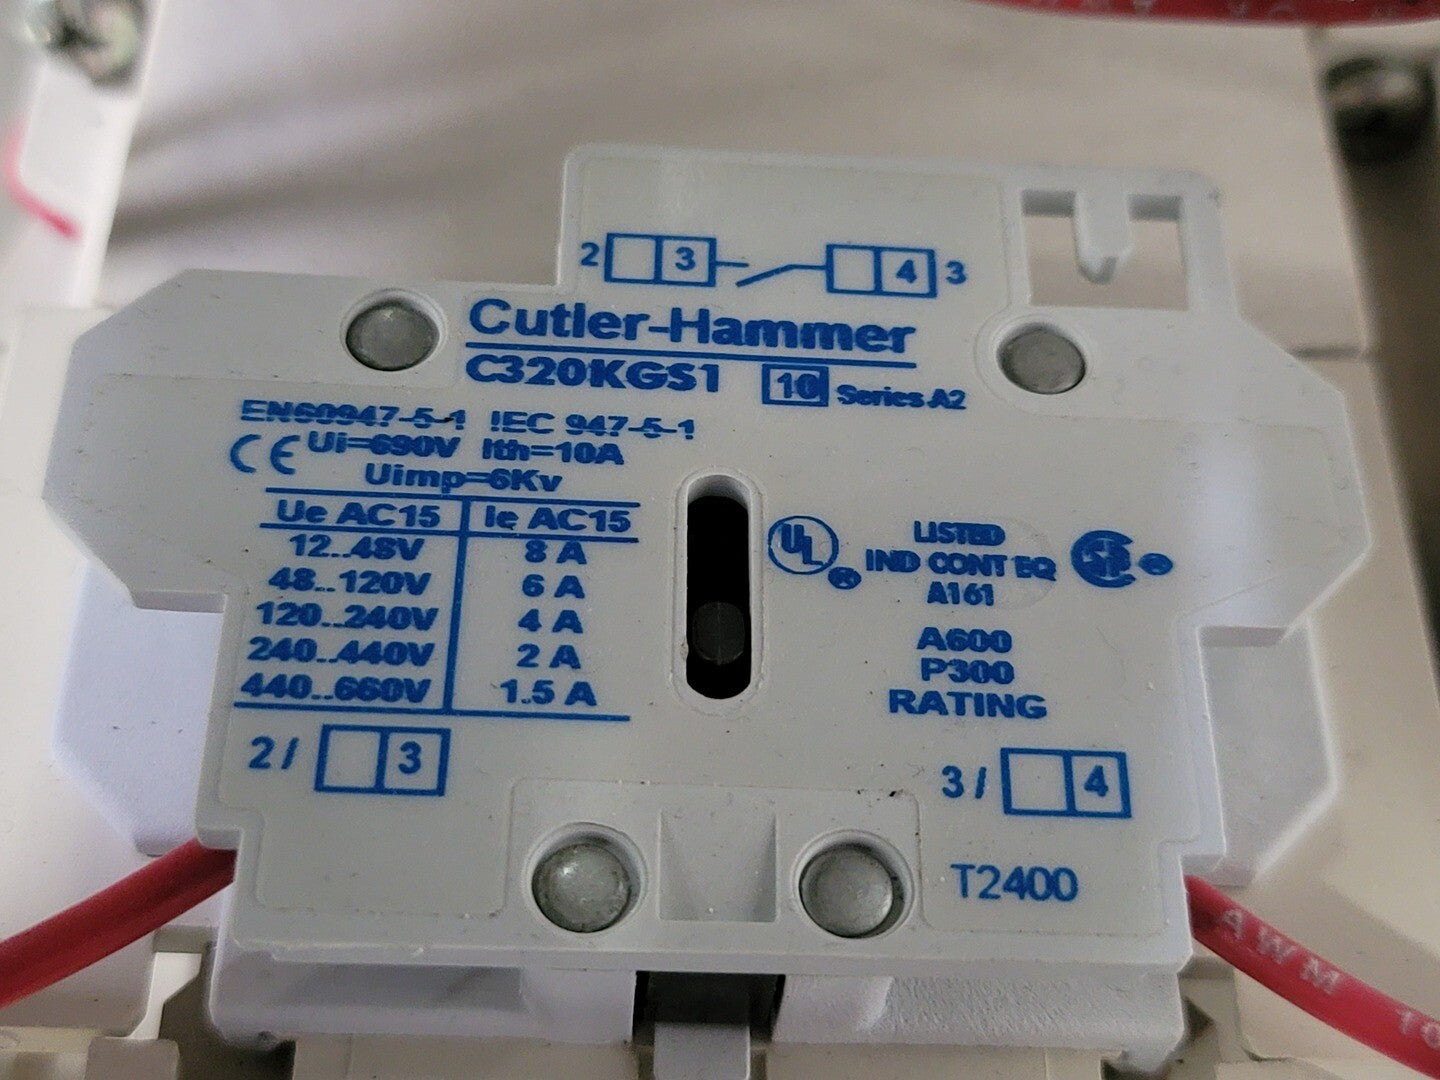 2 3 4 3
Cutler-Hammer
C320KGS1 10 Series A2
EN60947-5-1 IEC 947-5-1
CE Ui=690V Ith=10A
Uimp=6Kv
Ue AC15 Ie AC15
12..48V 8 A
48..120V 6 A
120..240V 4 A
240..440V 2 A
440..660V 1.5 A
UL ® LISTED
IND CONT EQ
A161
SA ®
A600
P300
RATING
2 / 3
3 / 4
T2400
AWM